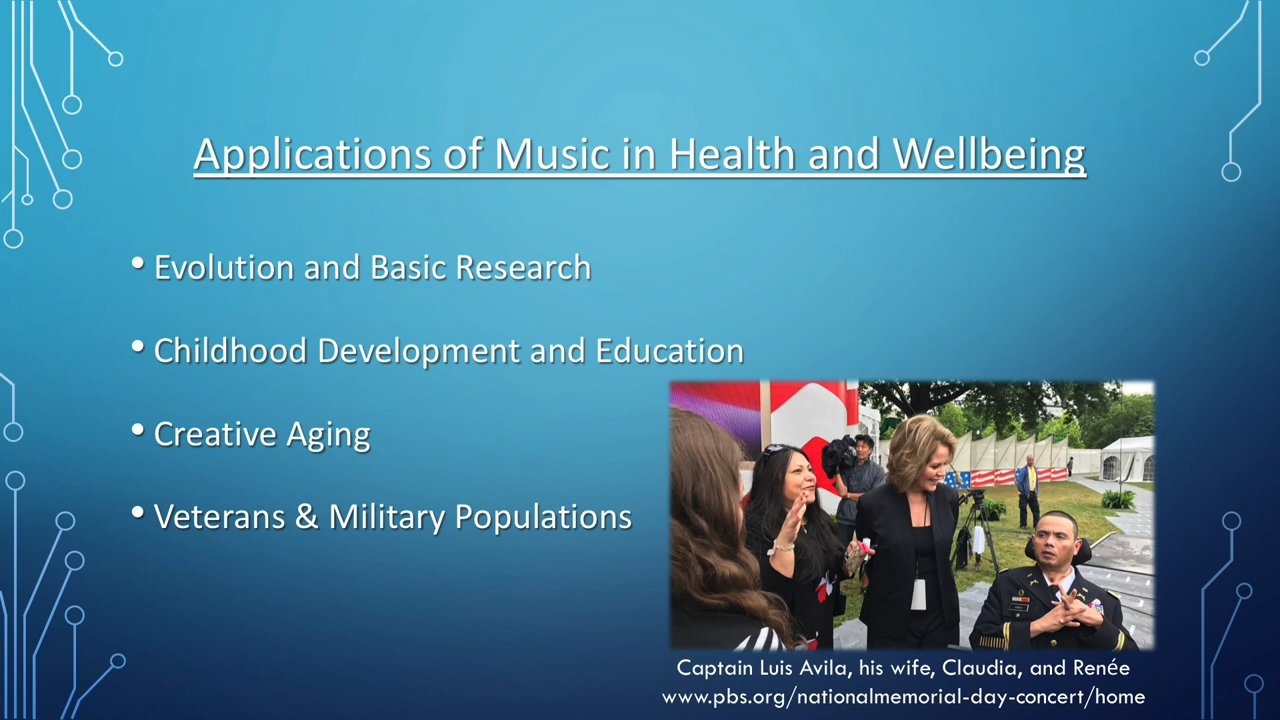 Applications of Music in Health and Wellbeing
• Evolution and Basic Research
• Childhood Development and Education
• Creative Aging
• Veterans & Military Populations
Captain Luis Avila, his wife, Claudia, and Renée
www.pbs.org/nationalmemorial-day-concert/home